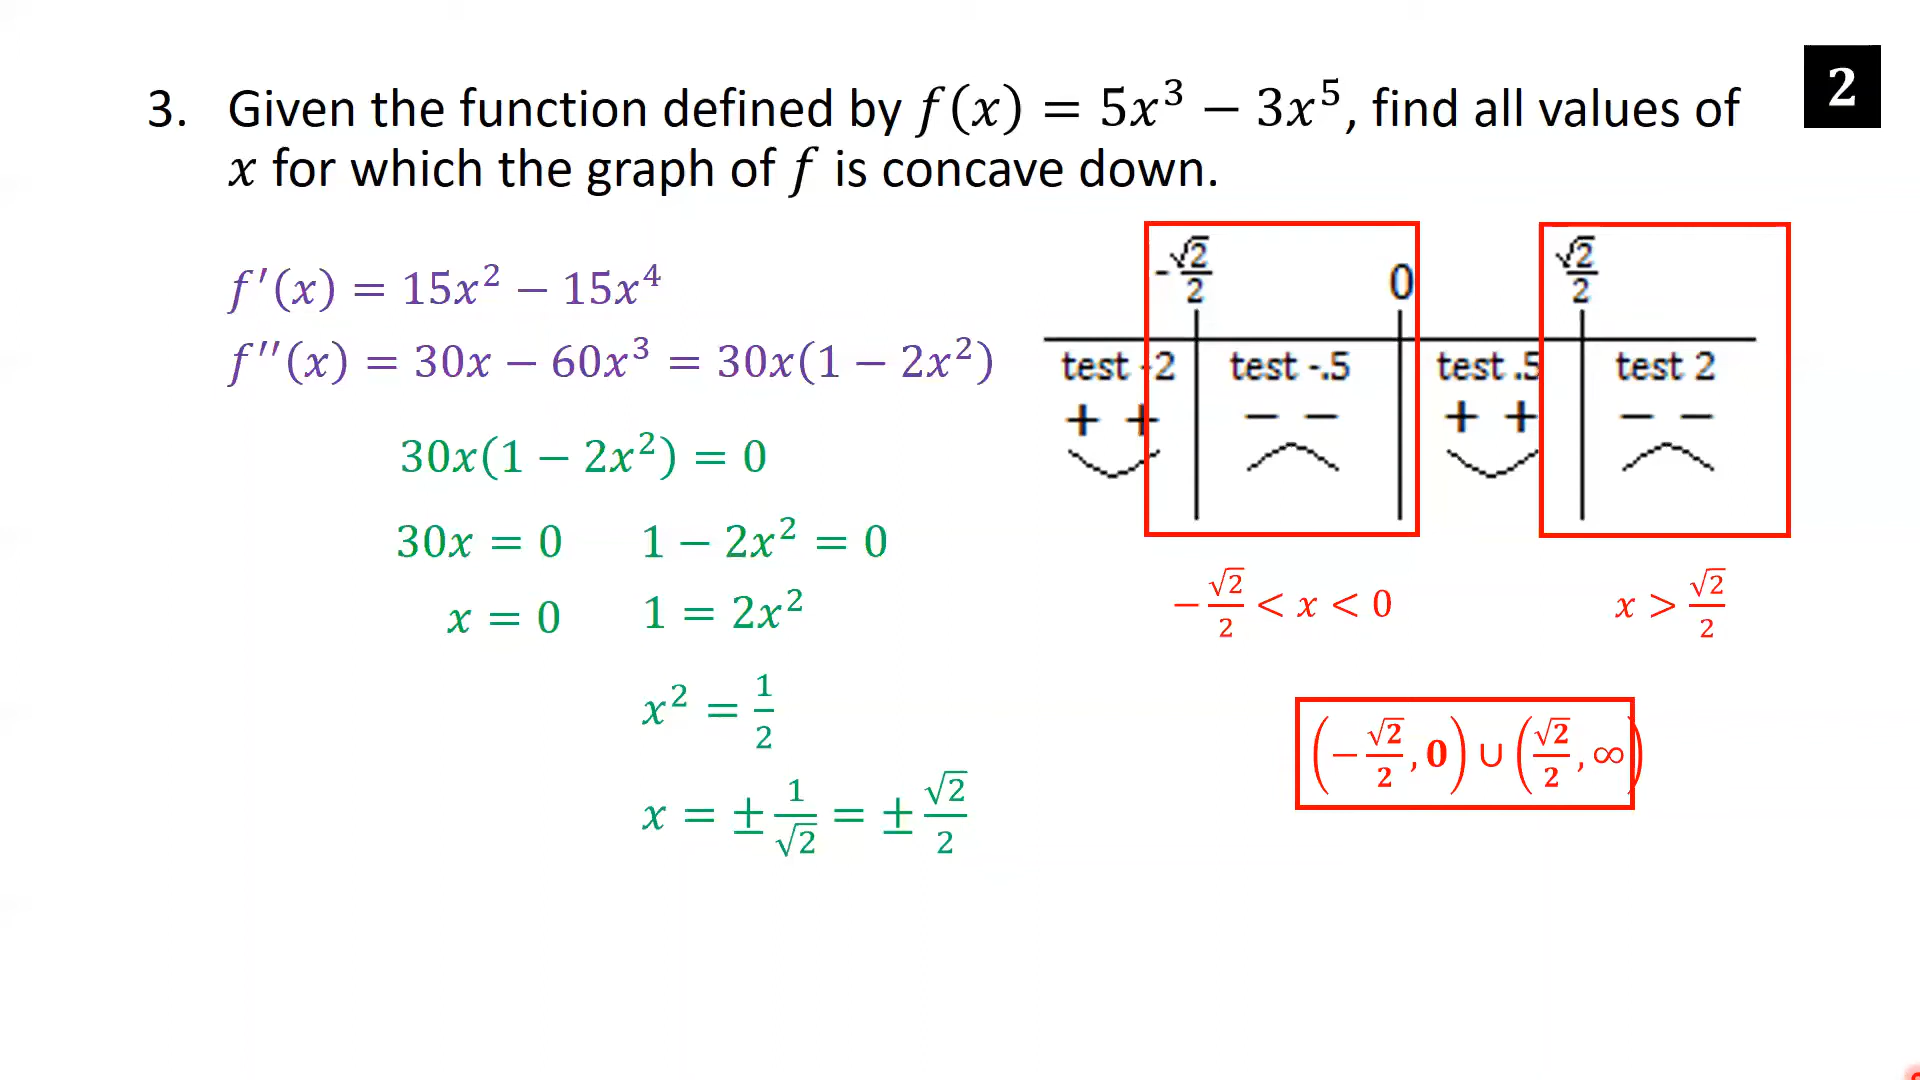 2
3. Given the function defined by f(x) = 5x³ − 3x⁵, find all values of
x for which the graph of f is concave down.
f′(x) = 15x² − 15x⁴
f″(x) = 30x − 60x³ = 30x(1 − 2x²)
30x(1 − 2x²) = 0
30x = 0 1 − 2x² = 0
x = 0 1 = 2x²
x² = 1/2
x = ± 1/√2 = ± √2/2
-√2/2 0 √2/2
test -2 test -.5 test .5 test 2
+ + − − + + − −
− √2/2 < x < 0 x > √2/2
(− √2/2, 0) ∪ (√2/2, ∞)